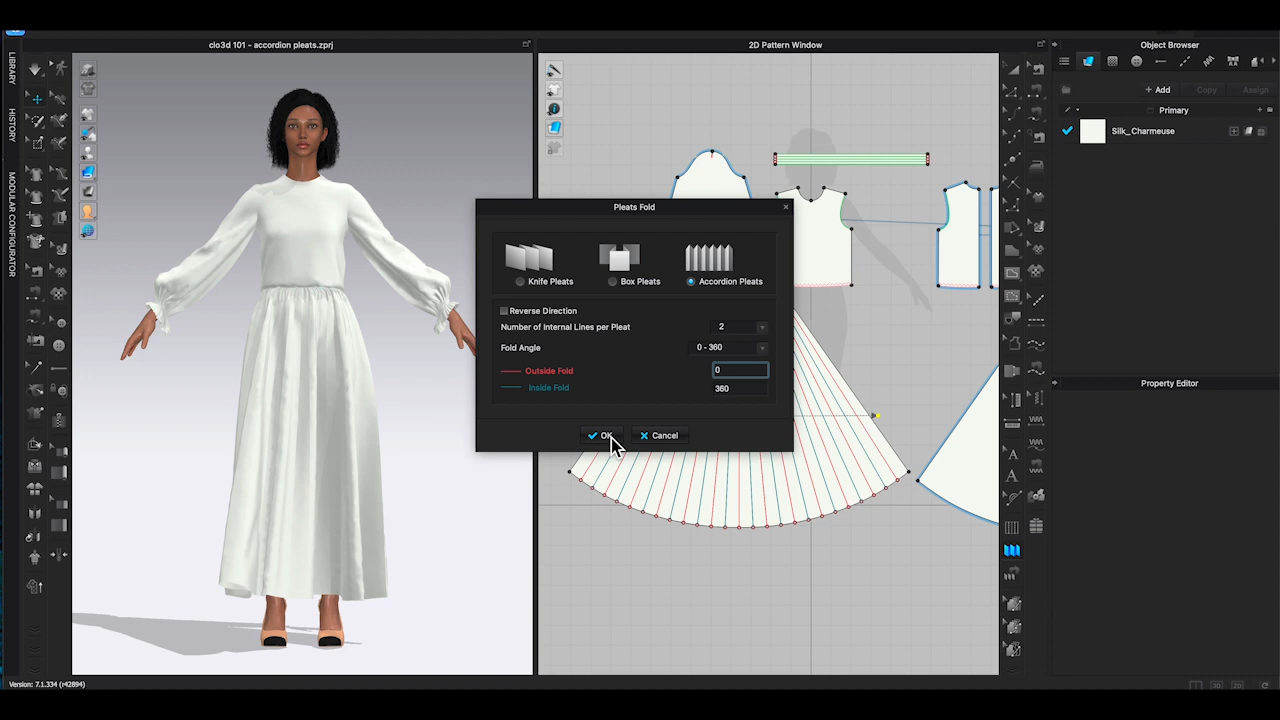 clo3d 101 - accordion pleats.zprj
2D Pattern Window
Object Browser
LIBRARY
HISTORY
MODULAR CONFIGURATOR
+ Add
Copy
Assign
Primary
Silk_Charmeuse
Pleats Fold
Knife Pleats
Box Pleats
Accordion Pleats
Reverse Direction
Number of Internal Lines per Pleat
2
Fold Angle
0 - 360
Outside Fold
0
Inside Fold
360
OK
Cancel
Property Editor
A
A
Version: 7.1.334 (r42894)
3D
2D